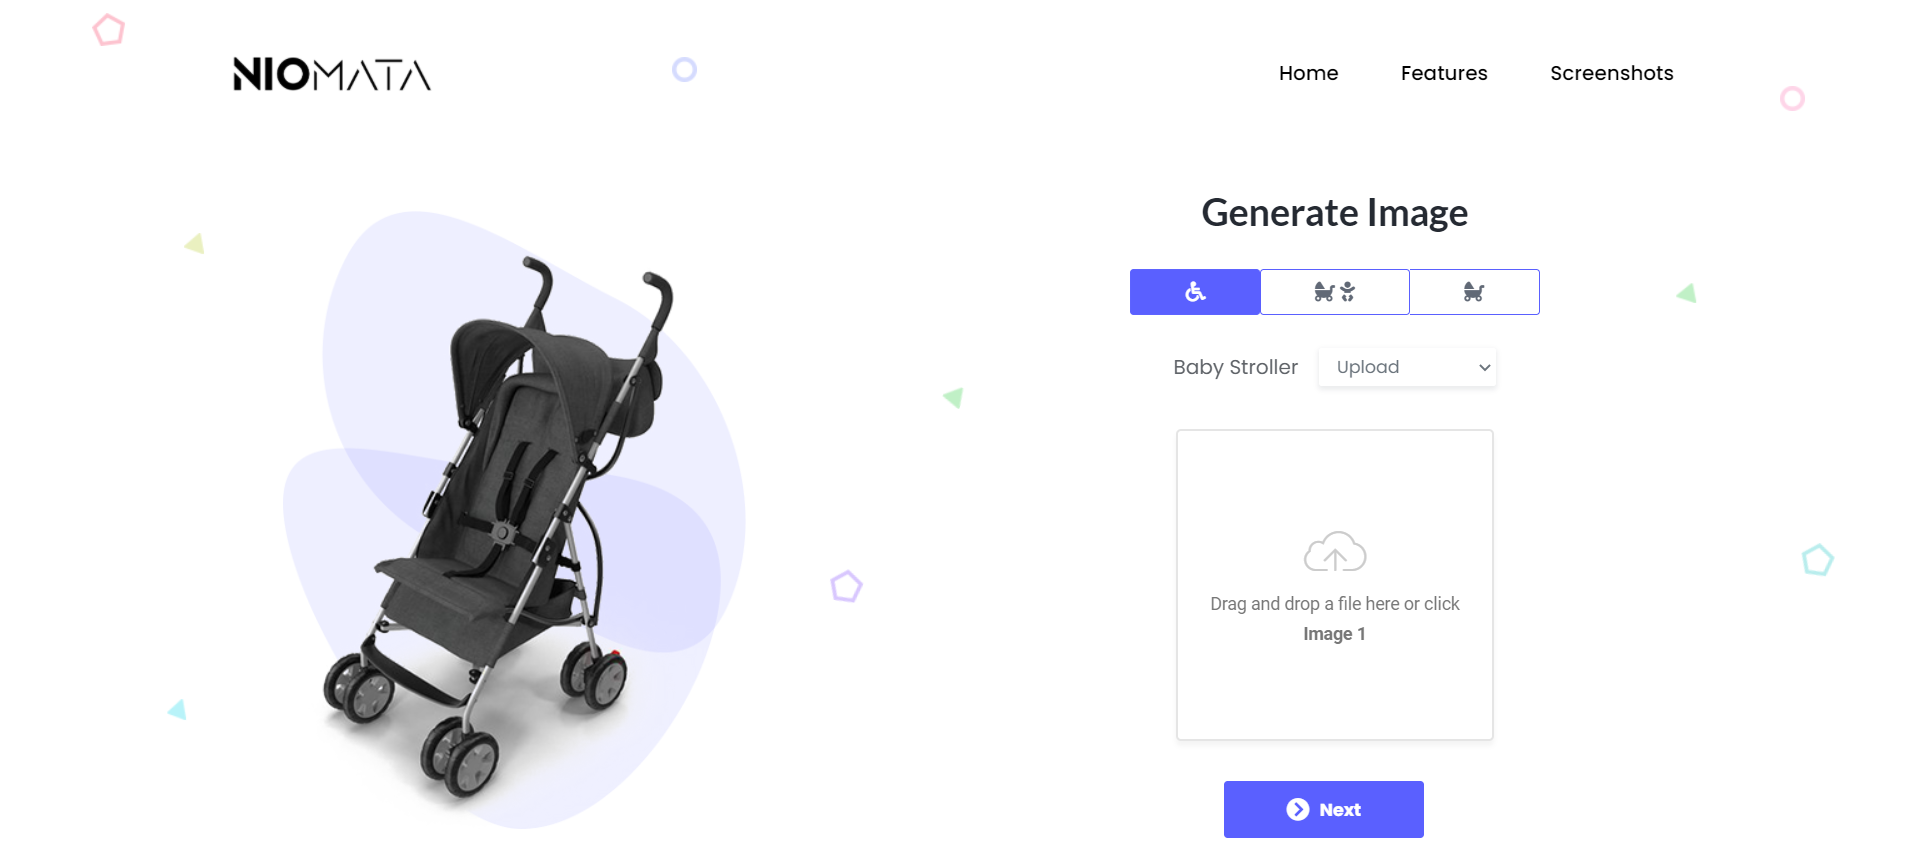 NIOMATA
Home Features Screenshots
Generate Image
Baby Stroller Upload
Drag and drop a file here or click
Image 1
Next